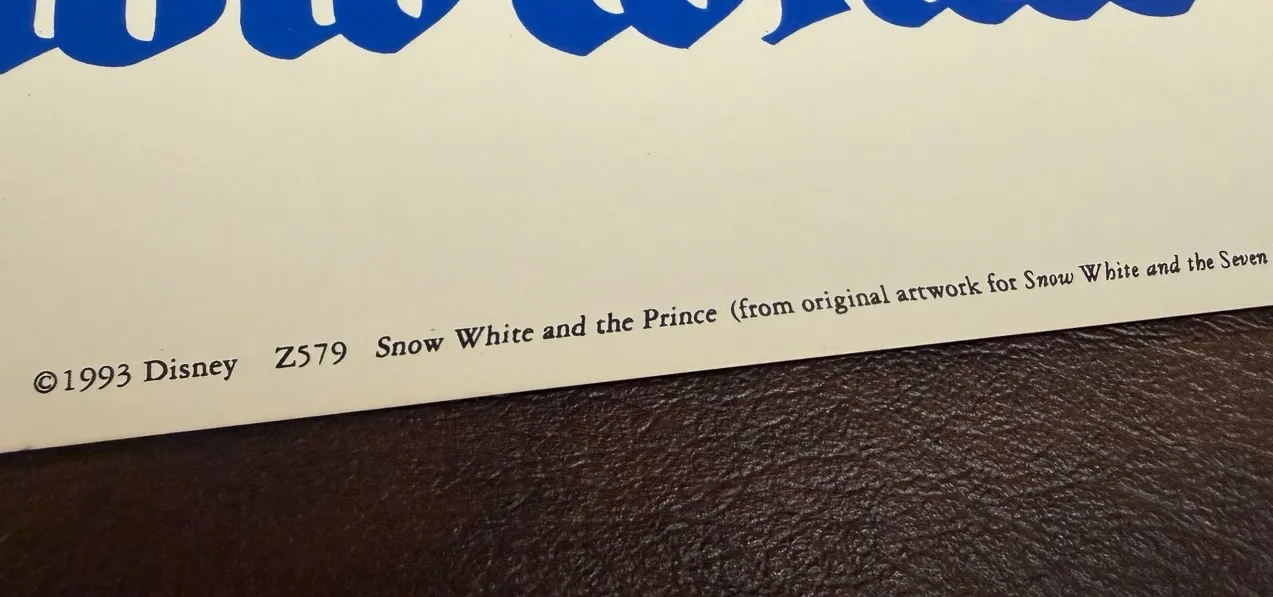 ©1993 Disney Z579 Snow White and the Prince (from original artwork for Snow White and the Seven